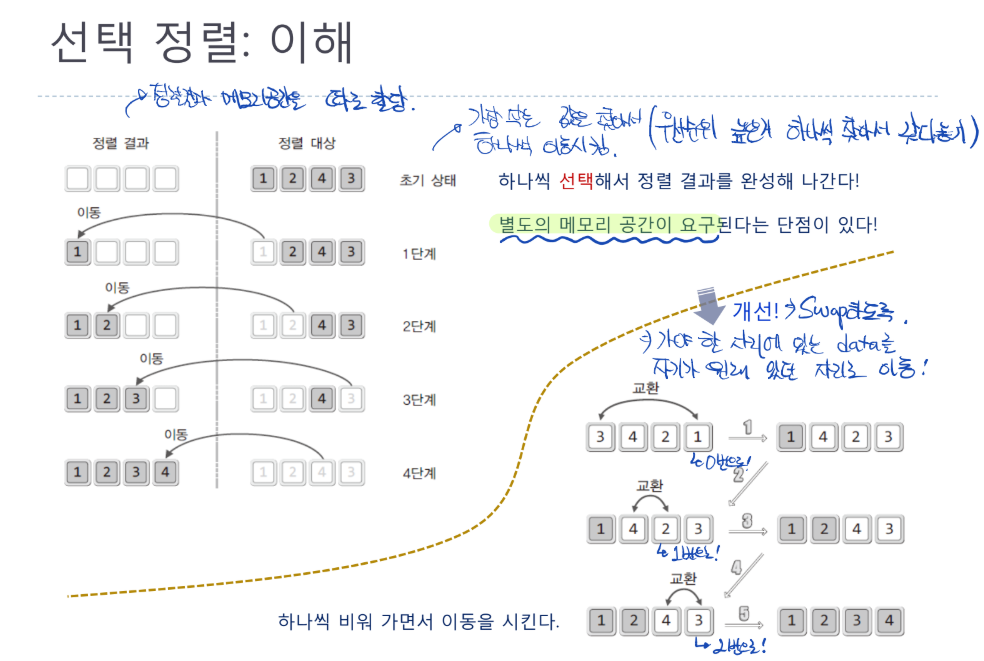 선택 정렬: 이해
정렬결과 메모리공간을 따로 할당.
가장 작은 값을 찾아서 (우선순위 높은게 하나씩 찾아서 갖다놓기)
하나씩 이동시킴.
정렬 결과
정렬 대상
1 2 4 3
초기 상태
하나씩 선택해서 정렬 결과를 완성해 나간다!
별도의 메모리 공간이 요구된다는 단점이 있다!
이동
1
1 2 4 3
1단계
이동
1 2
1 2 4 3
2단계
이동
1 2 3
1 2 4 3
3단계
이동
1 2 3 4
1 2 4 3
4단계
개선! → Swap하도록.
→ 가야 할 자리에 있는 data를
자기가 원래 있던 자리로 이동!
교환
3 4 2 1
1
1 4 2 3
↳ 0번으로!
2
교환
1 4 2 3
3
1 2 4 3
↳ 1번으로!
4
교환
1 2 4 3
5
1 2 3 4
↳ 2번으로!
하나씩 비워 가면서 이동을 시킨다.